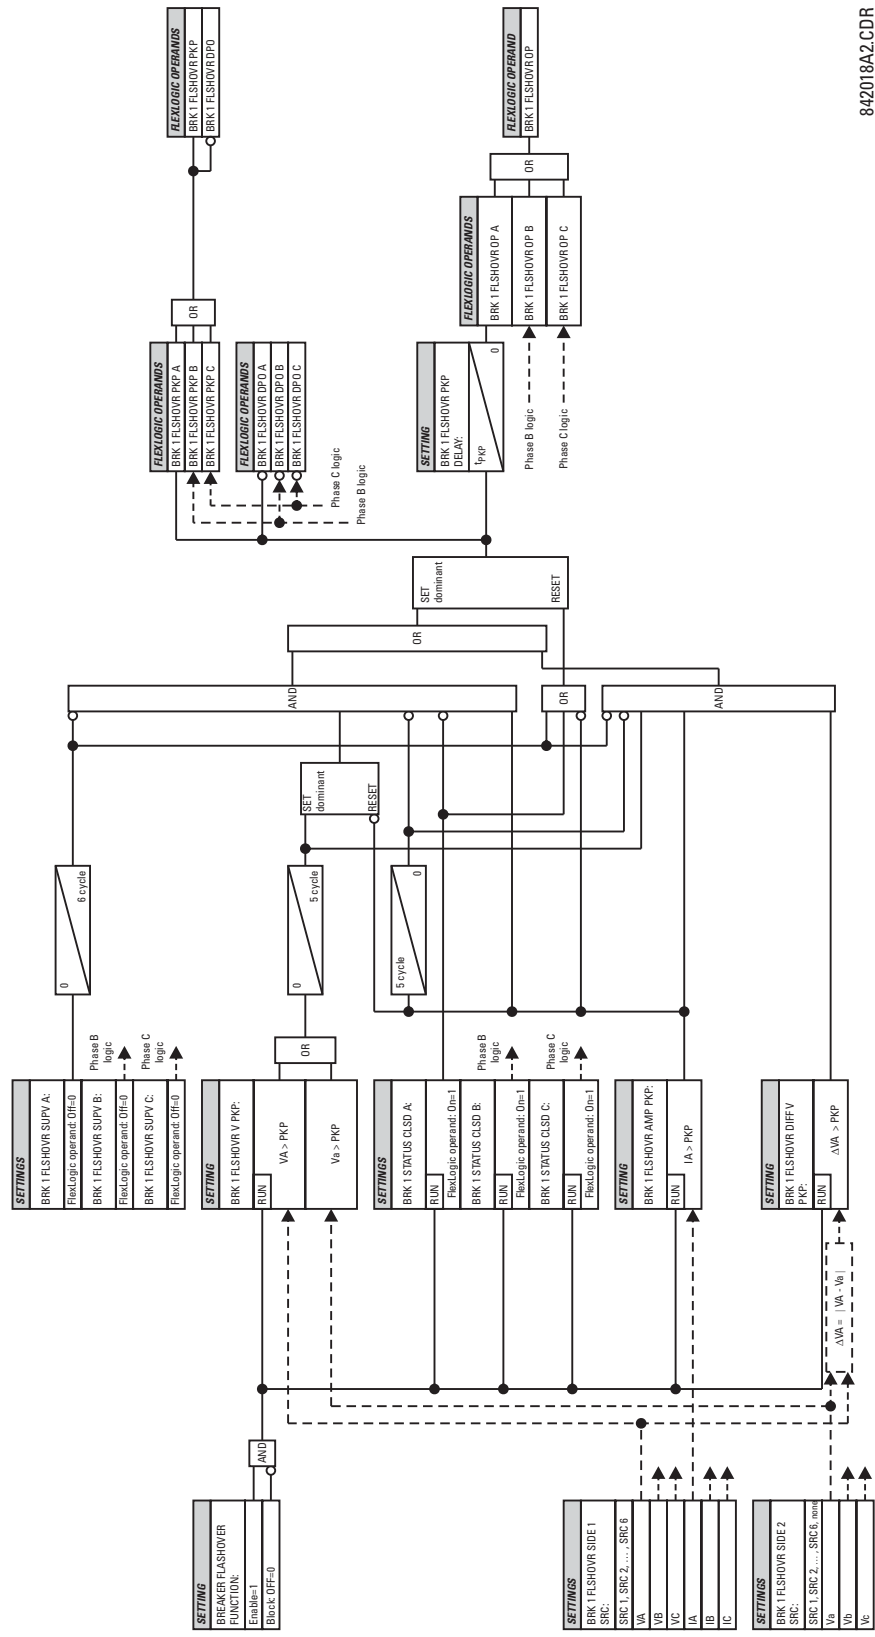 SETTING
BREAKER FLASHOVER
FUNCTION:
Enable=1
Block: OFF=0
AND
SETTINGS
BRK 1 FLSHOVR SIDE 1
SRC:
SRC 1, SRC 2, ... , SRC 6
VA
VB
VC
IA
IB
IC
SETTINGS
BRK 1 FLSHOVR SIDE 2
SRC:
SRC 1, SRC 2, ... , SRC 6, none
Va
Vb
Vc
SETTINGS
BRK 1 FLSHOVR SUPV A:
FlexLogic operand: Off=0
BRK 1 FLSHOVR SUPV B:
FlexLogic operand: Off=0
BRK 1 FLSHOVR SUPV C:
FlexLogic operand: Off=0
Phase B
logic
Phase C
logic
SETTING
BRK 1 FLSHOVR V PKP:
RUN
VA > PKP
Va > PKP
OR
SETTINGS
BRK 1 STATUS CLSD A:
RUN
FlexLogic operand: On=1
BRK 1 STATUS CLSD B:
RUN
FlexLogic operand: On=1
BRK 1 STATUS CLSD C:
RUN
FlexLogic operand: On=1
Phase B
logic
Phase C
logic
SETTING
BRK 1 FLSHOVR AMP PKP:
RUN
IA > PKP
SETTING
BRK 1 FLSHOVR DIFF V
PKP:
RUN
ΔVA > PKP
ΔVA = | VA - Va |
0
6 cycle
0
5 cycle
5 cycle
0
SET
dominant
RESET
AND
OR
AND
OR
SET
dominant
RESET
FLEXLOGIC OPERANDS
BRK 1 FLSHOVR PKP A
BRK 1 FLSHOVR PKP B
BRK 1 FLSHOVR PKP C
OR
FLEXLOGIC OPERANDS
BRK 1 FLSHOVR DPO A
BRK 1 FLSHOVR DPO B
BRK 1 FLSHOVR DPO C
Phase C logic
Phase B logic
SETTING
BRK 1 FLSHOVR PKP
DELAY:
tPKP
0
Phase B logic
Phase C logic
FLEXLOGIC OPERANDS
BRK 1 FLSHOVR OP A
BRK 1 FLSHOVR OP B
BRK 1 FLSHOVR OP C
OR
FLEXLOGIC OPERANDS
BRK 1 FLSHOVR PKP
BRK 1 FLSHOVR DPO
FLEXLOGIC OPERAND
BRK 1 FLSHOVR OP
842018A2.CDR